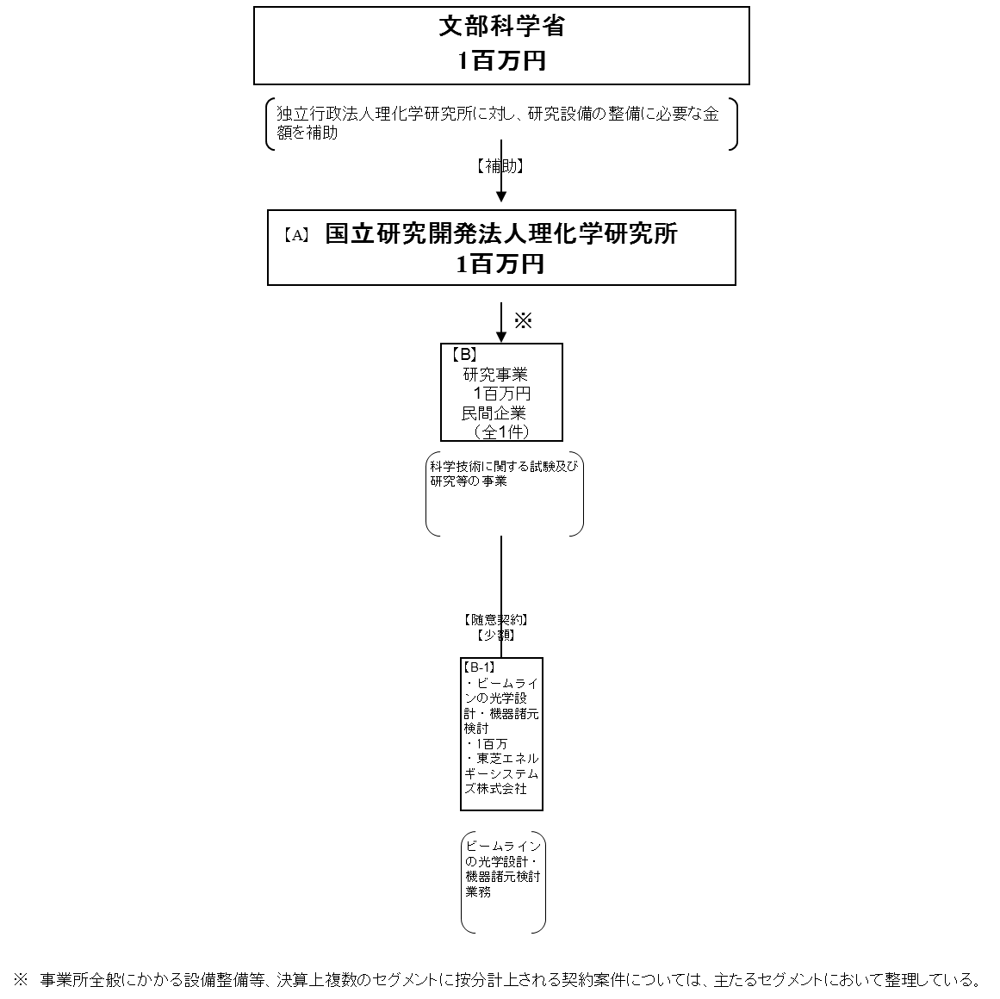 文部科学省
1百万円
独立行政法人理化学研究所に対し、研究設備の整備に必要な金
額を補助
【補助】
【A】 国立研究開発法人理化学研究所
1百万円
※
【B】
研究事業
1百万円
民間企業
（全1件）
科学技術に関する試験及び
研究等の事業
【随意契約】
【少額】
【B-1】
・ビームライ
ンの光学設
計・機器諸元
検討
・1百万
・東芝エネル
ギーシステム
ズ株式会社
ビームライン
の光学設計・
機器諸元検討
業務
※　事業所全般にかかる設備整備等、決算上複数のセグメントに按分計上される契約案件については、主たるセグメントにおいて整理している。